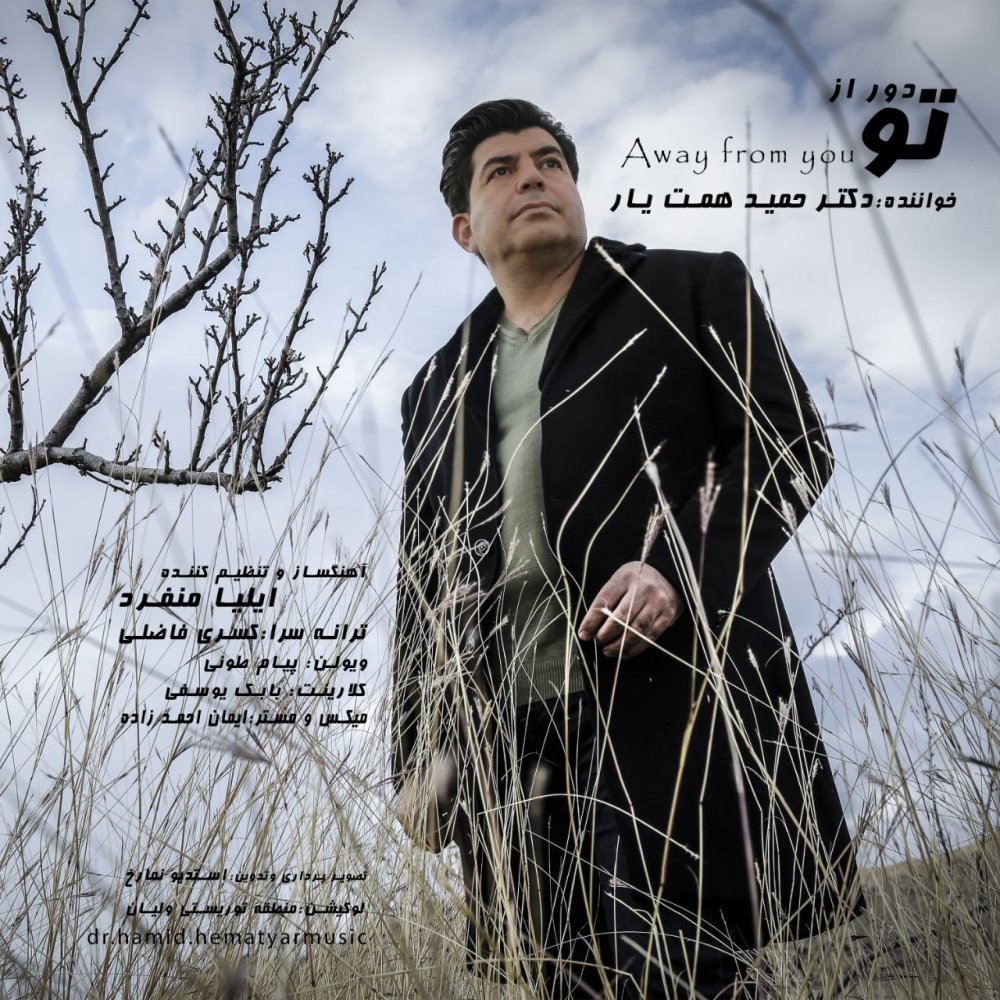 دور از
تو
Away from you
خواننده:دکتر حمید همت یار
آهنگساز و تنظیم کننده
ایلیا منفرد
ترانه سرا:کسری فاضلی
ویولن: پیام طونی
کلارینت: بابک یوسفی
میکس و مستر:ایمان احمد زاده
تصویر برداری و تدوین:استدیو نمارخ
لوکیشن:منطقه توریستی ولیان
dr.hamid.hematyarmusic